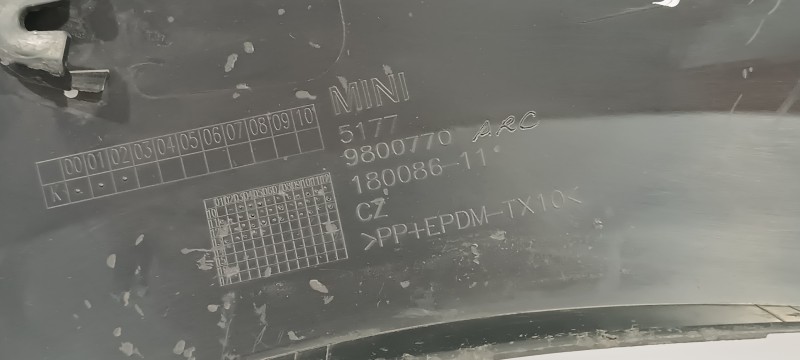 MINI
5177
9800770 ARC
180086-11
CZ
>PP+EPDM-TX10<
00 01 02 03 04 05 06 07 08 09 10
K